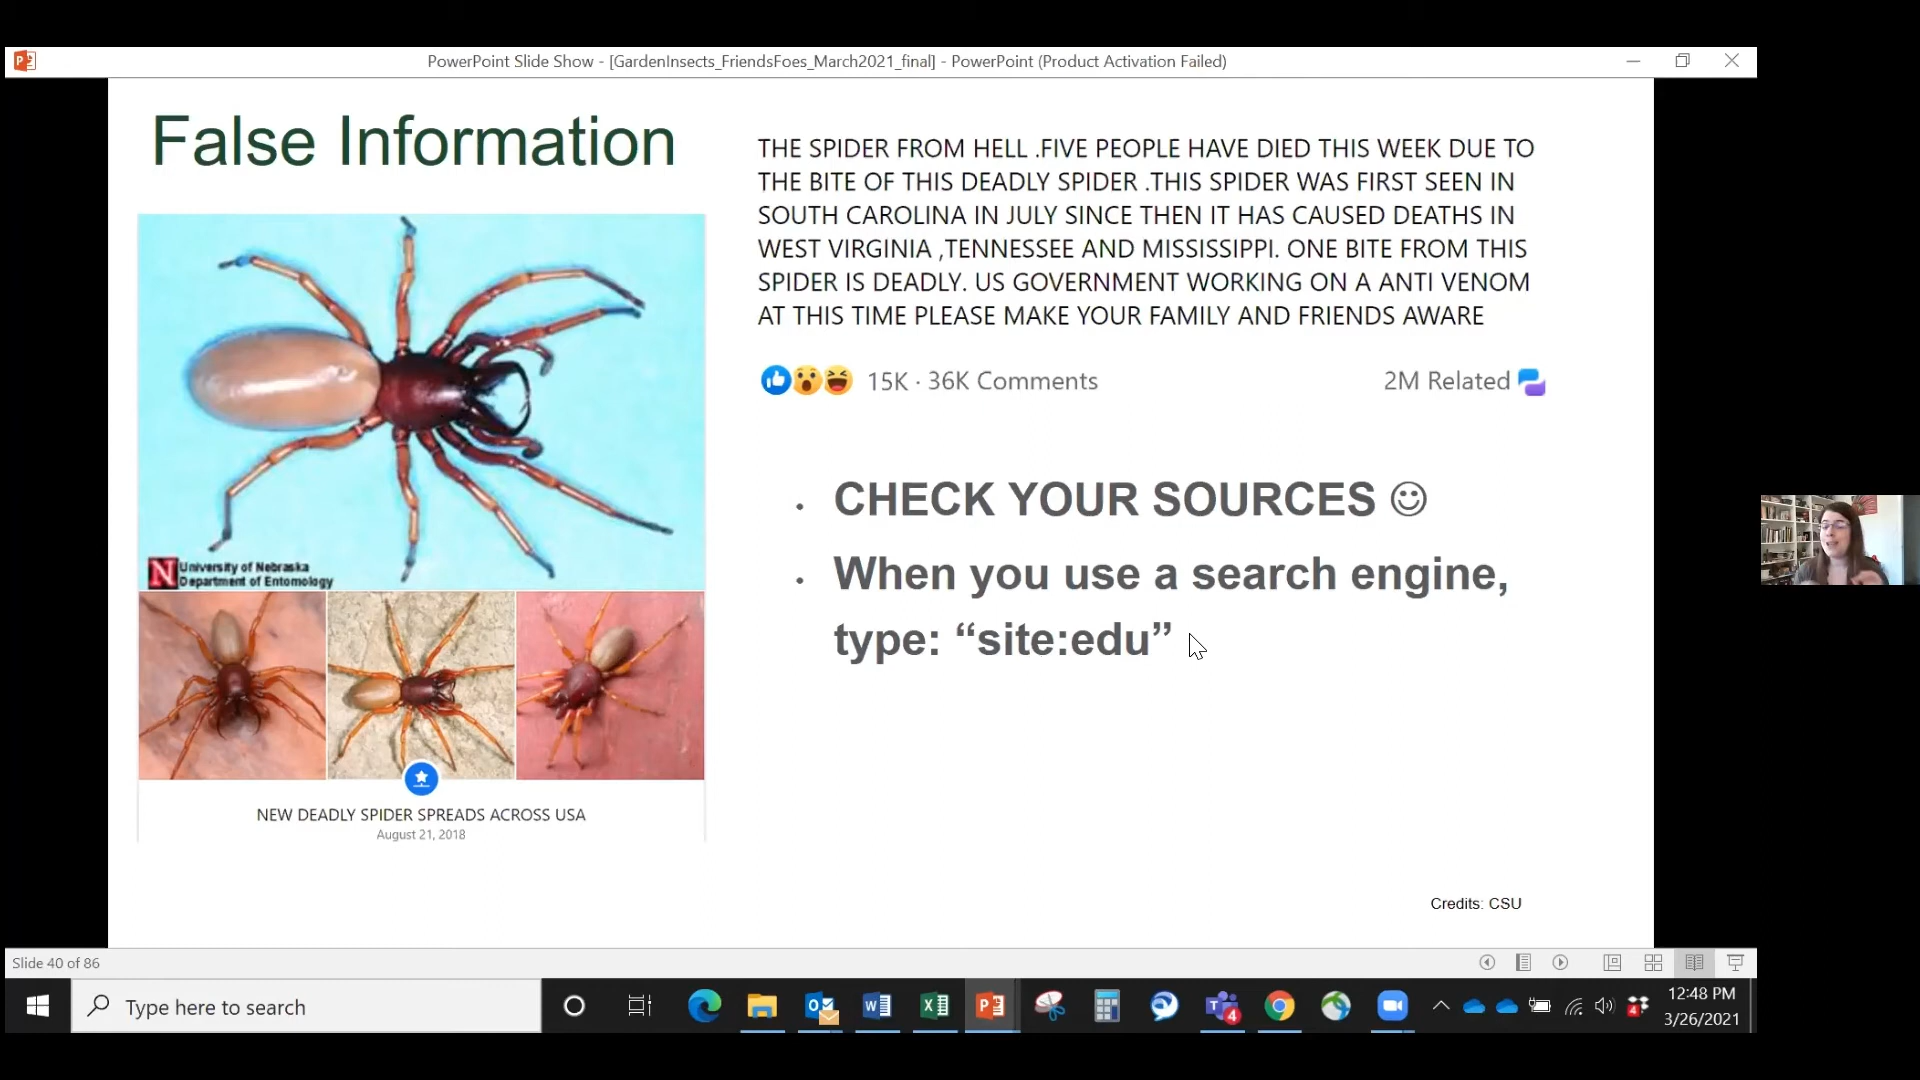 PowerPoint Slide Show - [GardenInsects_FriendsFoes_March2021_final] - PowerPoint (Product Activation Failed)
False Information
THE SPIDER FROM HELL .FIVE PEOPLE HAVE DIED THIS WEEK DUE TO
THE BITE OF THIS DEADLY SPIDER .THIS SPIDER WAS FIRST SEEN IN
SOUTH CAROLINA IN JULY SINCE THEN IT HAS CAUSED DEATHS IN
WEST VIRGINIA ,TENNESSEE AND MISSISSIPPI. ONE BITE FROM THIS
SPIDER IS DEADLY. US GOVERNMENT WORKING ON A ANTI VENOM
AT THIS TIME PLEASE MAKE YOUR FAMILY AND FRIENDS AWARE
15K · 36K Comments
2M Related
N University of Nebraska
Department of Entomology
NEW DEADLY SPIDER SPREADS ACROSS USA
August 21, 2018
• CHECK YOUR SOURCES ☺
• When you use a search engine,
type: “site:edu”
Credits: CSU
Slide 40 of 86
Type here to search
4
4
12:48 PM
3/26/2021